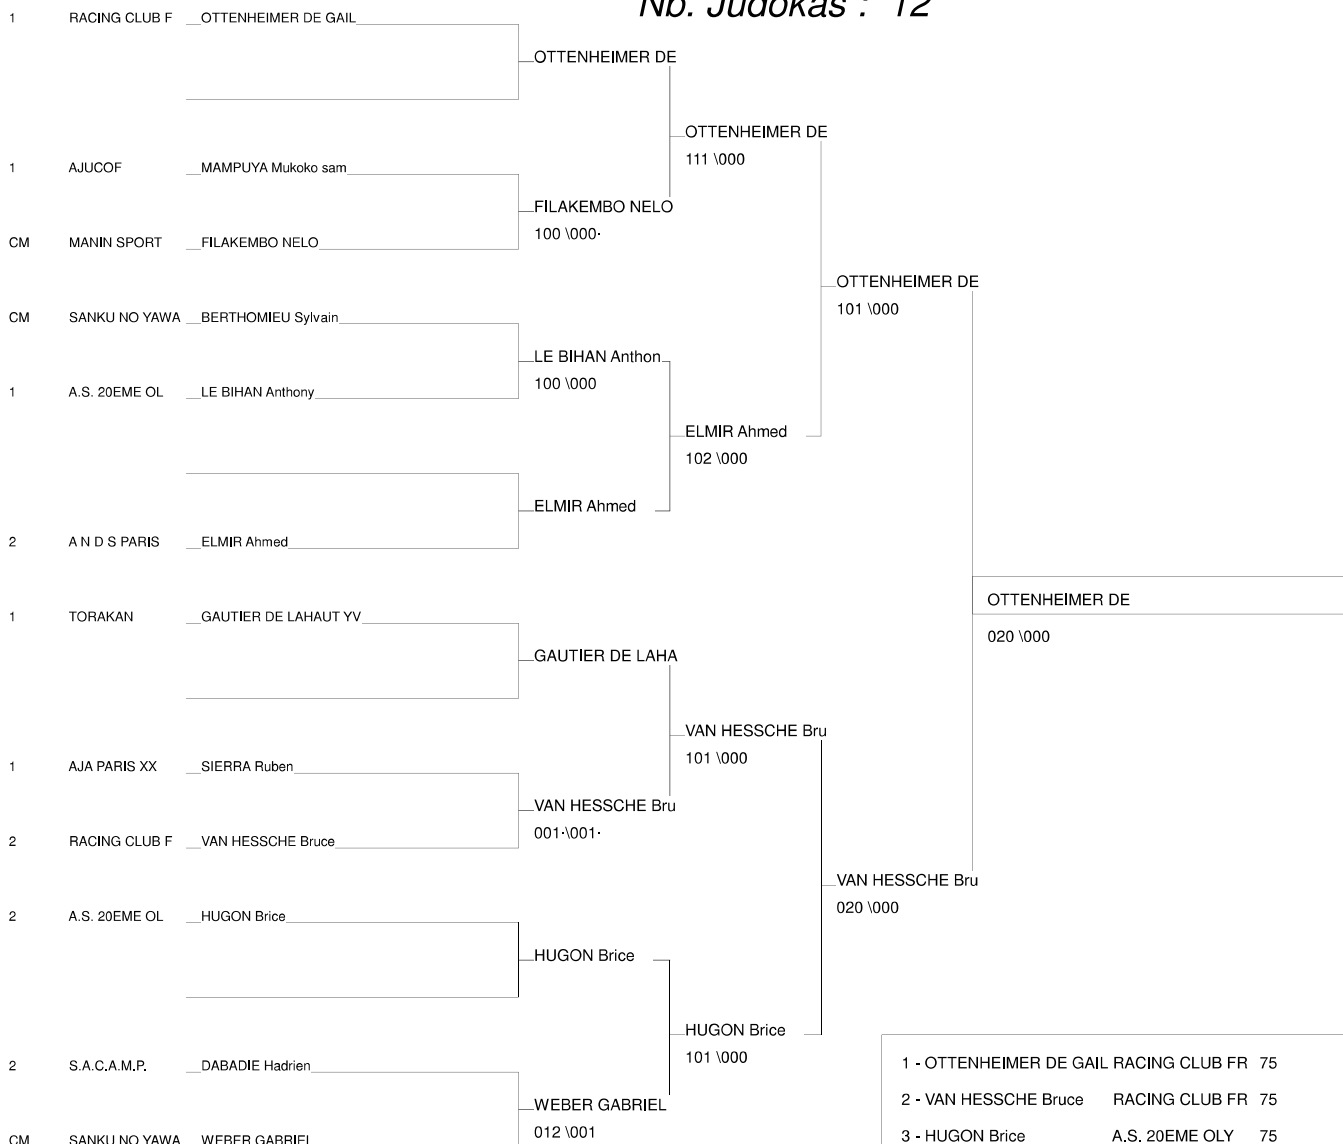 Nb. Judokas : 12
1 RACING CLUB F OTTENHEIMER DE GAIL
OTTENHEIMER DE
OTTENHEIMER DE
111 \000
1 AJUCOF MAMPUYA Mukoko sam
FILAKEMBO NELO
100 \000·
CM MANIN SPORT FILAKEMBO NELO
OTTENHEIMER DE
101 \000
CM SANKU NO YAWA BERTHOMIEU Sylvain
LE BIHAN Anthon
100 \000
1 A.S. 20EME OL LE BIHAN Anthony
ELMIR Ahmed
102 \000
ELMIR Ahmed
2 A N D S PARIS ELMIR Ahmed
OTTENHEIMER DE
020 \000
1 TORAKAN GAUTIER DE LAHAUT YV
GAUTIER DE LAHA
VAN HESSCHE Bru
101 \000
1 AJA PARIS XX SIERRA Ruben
VAN HESSCHE Bru
001·\001·
2 RACING CLUB F VAN HESSCHE Bruce
VAN HESSCHE Bru
020 \000
2 A.S. 20EME OL HUGON Brice
HUGON Brice
HUGON Brice
101 \000
2 S.A.C.A.M.P. DABADIE Hadrien
WEBER GABRIEL
012 \001
CM SANKU NO YAWA WEBER GABRIEL
1 - OTTENHEIMER DE GAIL RACING CLUB FR 75
2 - VAN HESSCHE Bruce RACING CLUB FR 75
3 - HUGON Brice A.S. 20EME OLY 75